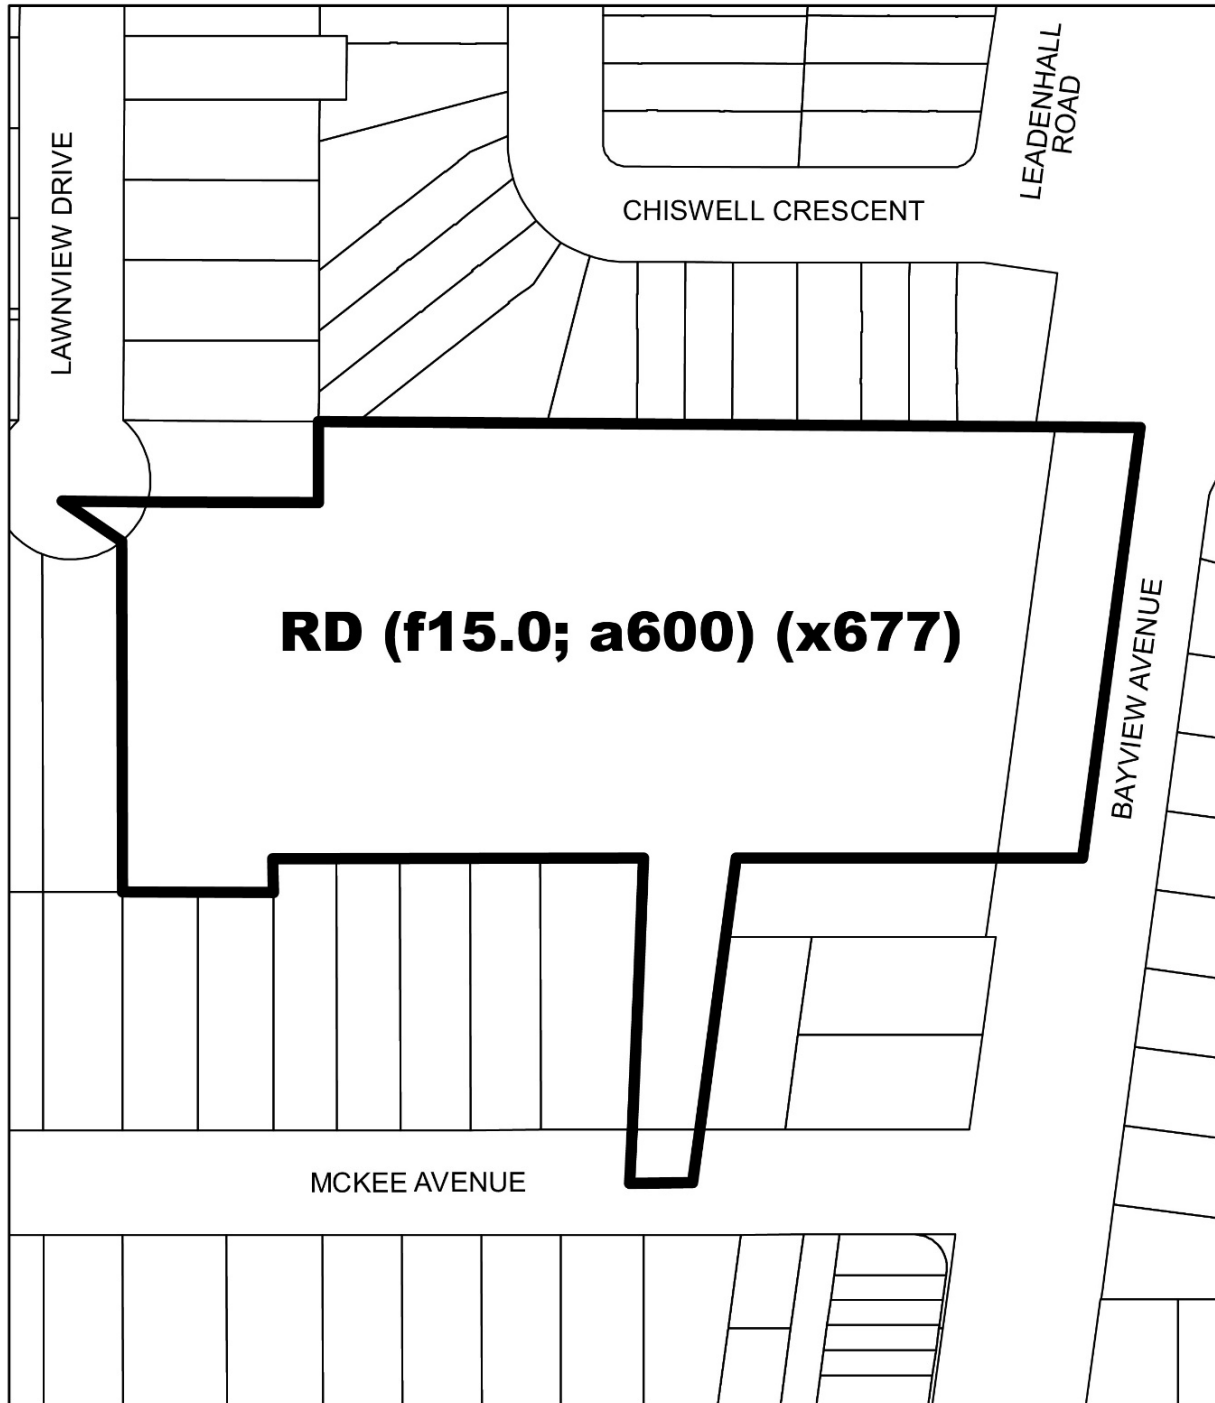 LEADENHALL
ROAD
LAWNVIEW DRIVE
CHISWELL CRESCENT
RD (f15.0; a600) (x677)
BAYVIEW AVENUE
MCKEE AVENUE